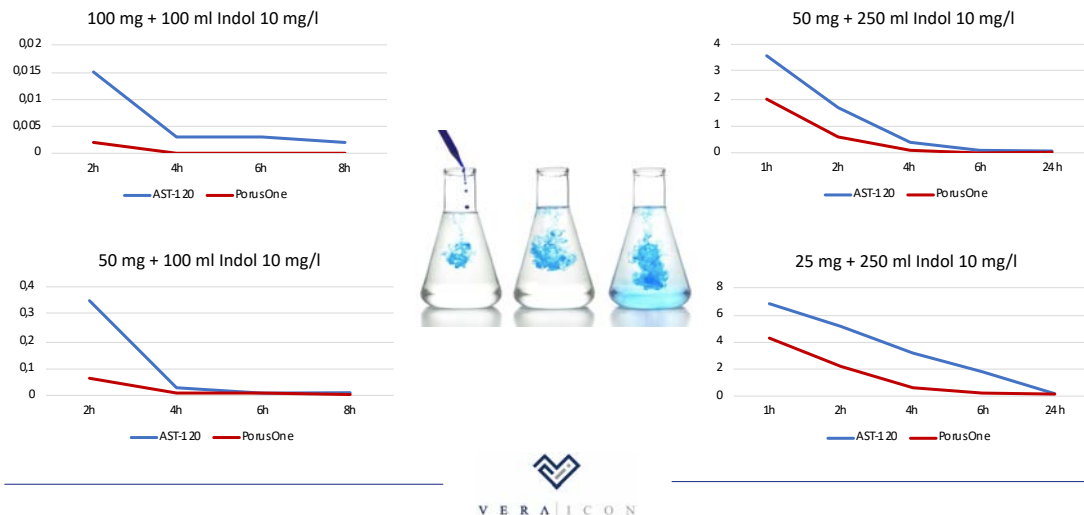 100 mg + 100 ml Indol 10 mg/l
0,02
0,015
0,01
0,005
0
2h 4h 6h 8h
AST-120 PorusOne
50 mg + 100 ml Indol 10 mg/l
0,4
0,3
0,2
0,1
0
2h 4h 6h 8h
AST-120 PorusOne
50 mg + 250 ml Indol 10 mg/l
4
3
2
1
0
1h 2h 4h 6h 24 h
AST-120 PorusOne
25 mg + 250 ml Indol 10 mg/l
8
6
4
2
0
1h 2h 4h 6h 24 h
AST-120 PorusOne
VERA|ICON